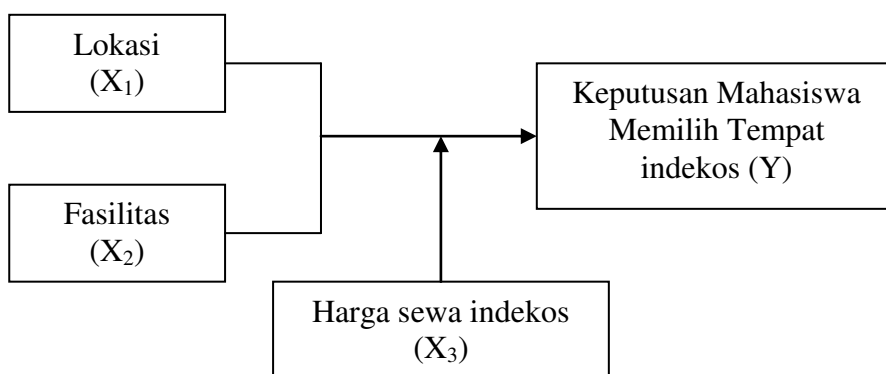 Lokasi
(X₁)
Fasilitas
(X₂)
Harga sewa indekos
(X₃)
Keputusan Mahasiswa
Memilih Tempat
indekos (Y)